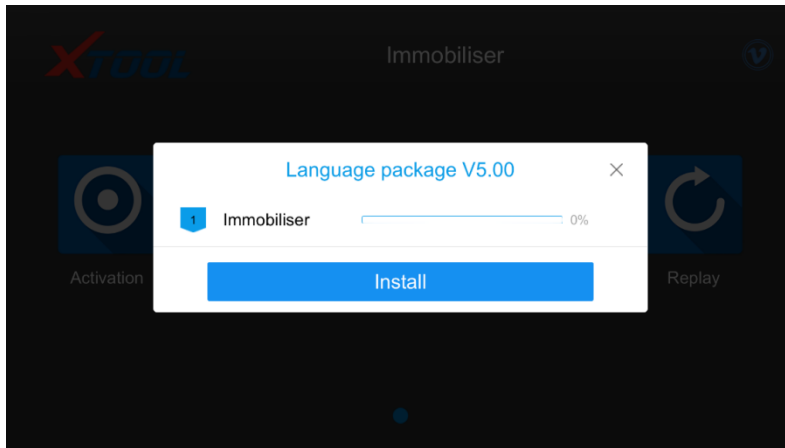 XTOOL
Immobiliser
V
Language package V5.00
1 Immobiliser 0%
Install
Activation
Replay